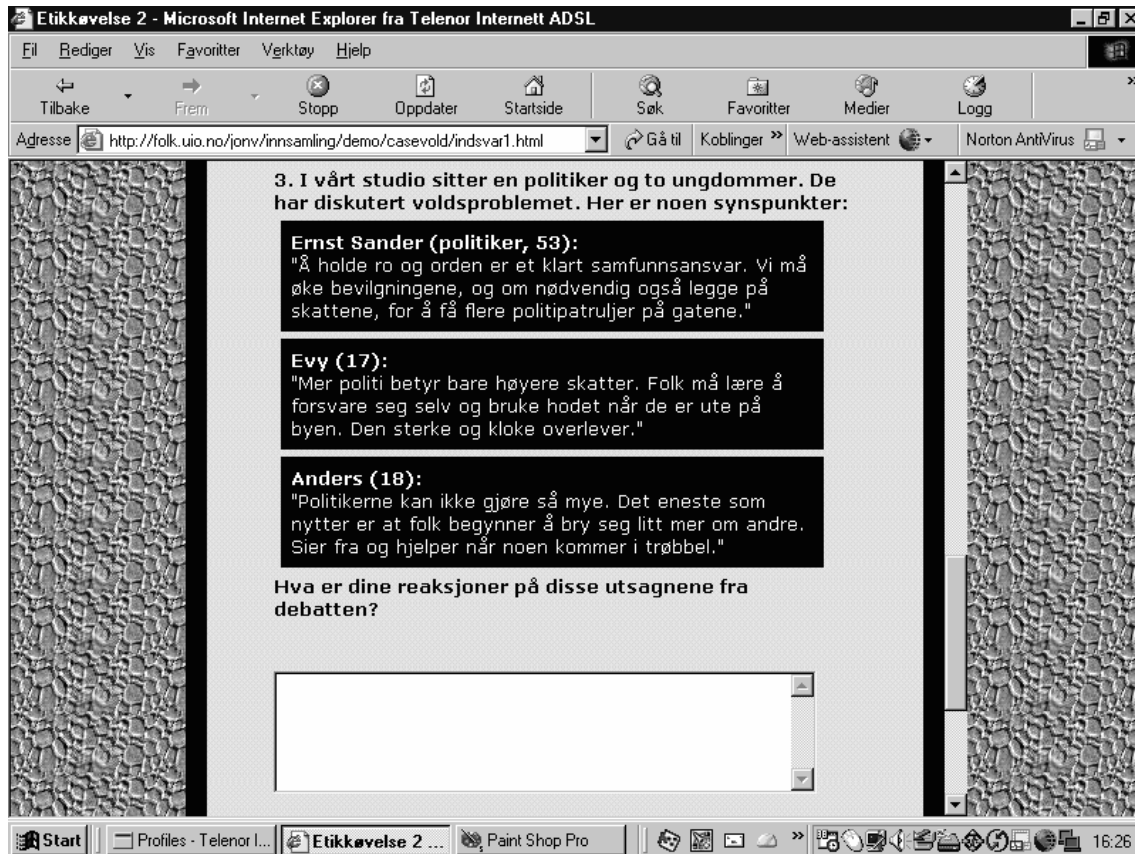 Etikkøvelse 2 - Microsoft Internet Explorer fra Telenor Internett ADSL
Fil Rediger Vis Favoritter Verktøy Hjelp
Tilbake Frem Stopp Oppdater Startside Søk Favoritter Medier Logg »
Adresse http://folk.uio.no/jonv/innsamling/demo/casevold/indsvar1.html Gå til Koblinger » Web-assistent Norton AntiVirus
3. I vårt studio sitter en politiker og to ungdommer. De
har diskutert voldsproblemet. Her er noen synspunkter:
Ernst Sander (politiker, 53):
"Å holde ro og orden er et klart samfunnsansvar. Vi må
øke bevilgningene, og om nødvendig også legge på
skattene, for å få flere politipatruljer på gatene."
Evy (17):
"Mer politi betyr bare høyere skatter. Folk må lære å
forsvare seg selv og bruke hodet når de er ute på
byen. Den sterke og kloke overlever."
Anders (18):
"Politikerne kan ikke gjøre så mye. Det eneste som
nytter er at folk begynner å bry seg litt mer om andre.
Sier fra og hjelper når noen kommer i trøbbel."
Hva er dine reaksjoner på disse utsagnene fra
debatten?
Start Profiles - Telenor I... Etikkøvelse 2 ... Paint Shop Pro » 16:26